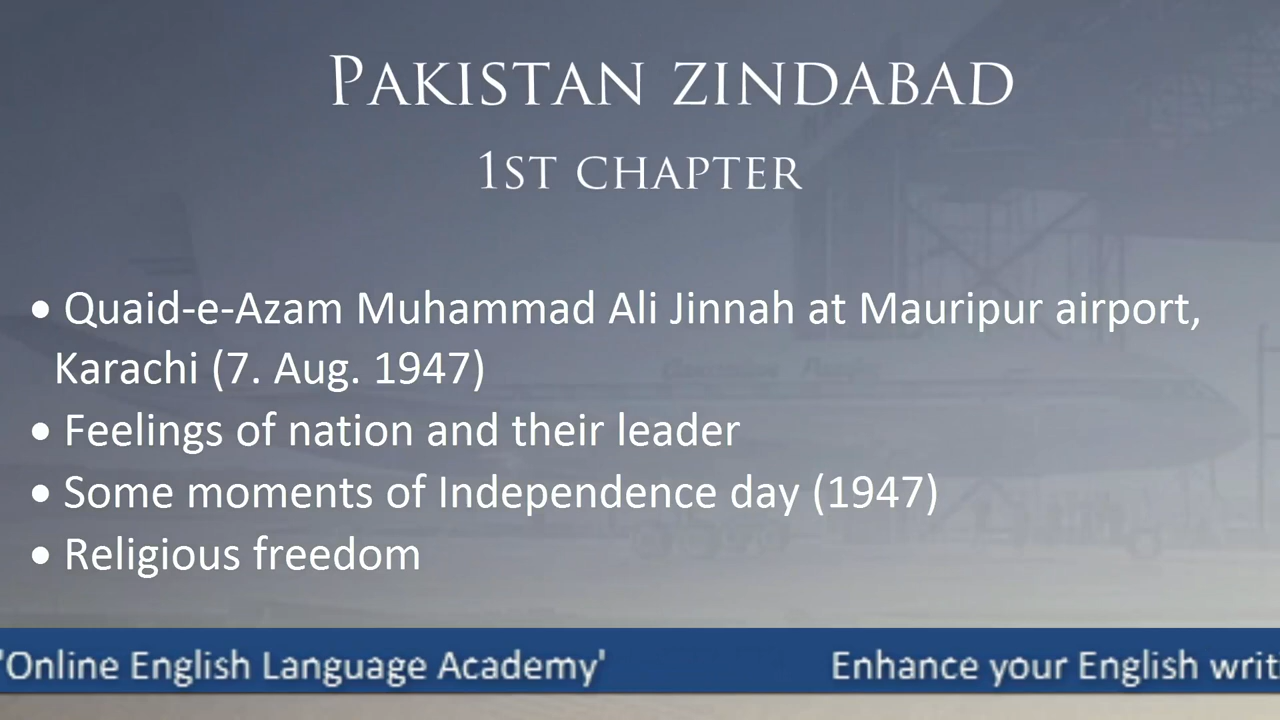 PAKISTAN ZINDABAD
1ST CHAPTER
• Quaid-e-Azam Muhammad Ali Jinnah at Mauripur airport,
Karachi (7. Aug. 1947)
• Feelings of nation and their leader
• Some moments of Independence day (1947)
• Religious freedom
'Online English Language Academy' Enhance your English writ